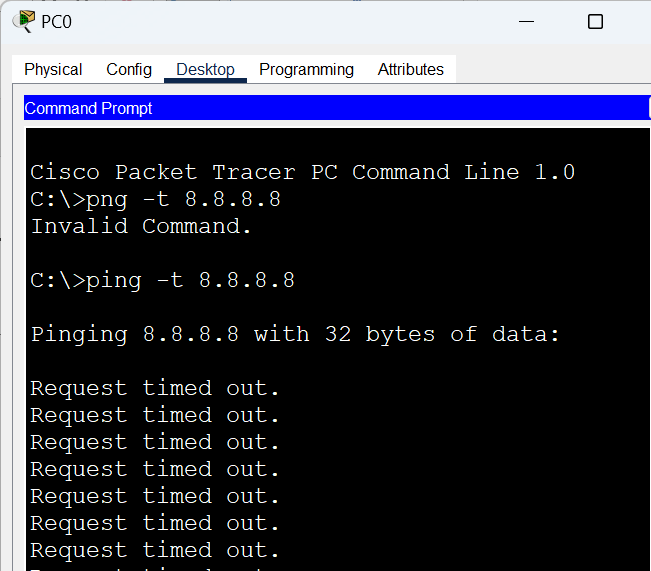 PC0
Physical Config Desktop Programming Attributes
Command Prompt
Cisco Packet Tracer PC Command Line 1.0
C:\>png -t 8.8.8.8
Invalid Command.
C:\>ping -t 8.8.8.8
Pinging 8.8.8.8 with 32 bytes of data:
Request timed out.
Request timed out.
Request timed out.
Request timed out.
Request timed out.
Request timed out.
Request timed out.